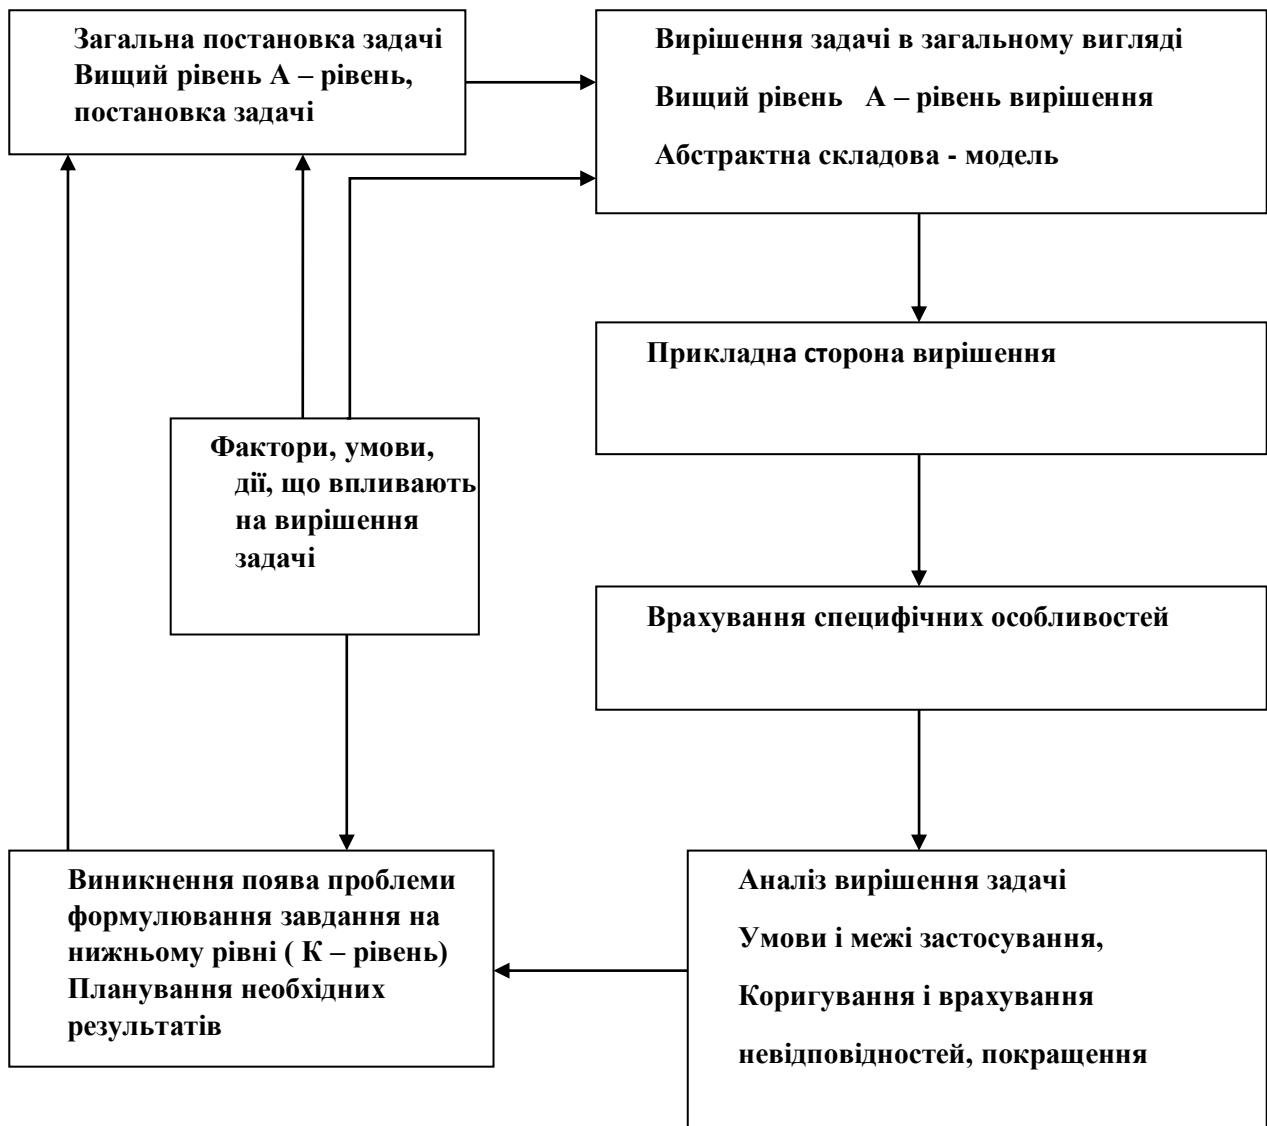 Загальна постановка задачі
Вищий рівень А – рівень,
постановка задачі
Вирішення задачі в загальному вигляді
Вищий рівень А – рівень вирішення
Абстрактна складова - модель
Прикладна сторона вирішення
Фактори, умови,
дії, що впливають
на вирішення
задачі
Врахування специфічних особливостей
Виникнення поява проблеми
формулювання завдання на
нижньому рівні ( К – рівень)
Планування необхідних
результатів
Аналіз вирішення задачі
Умови і межі застосування,
Коригування і врахування
невідповідностей, покращення